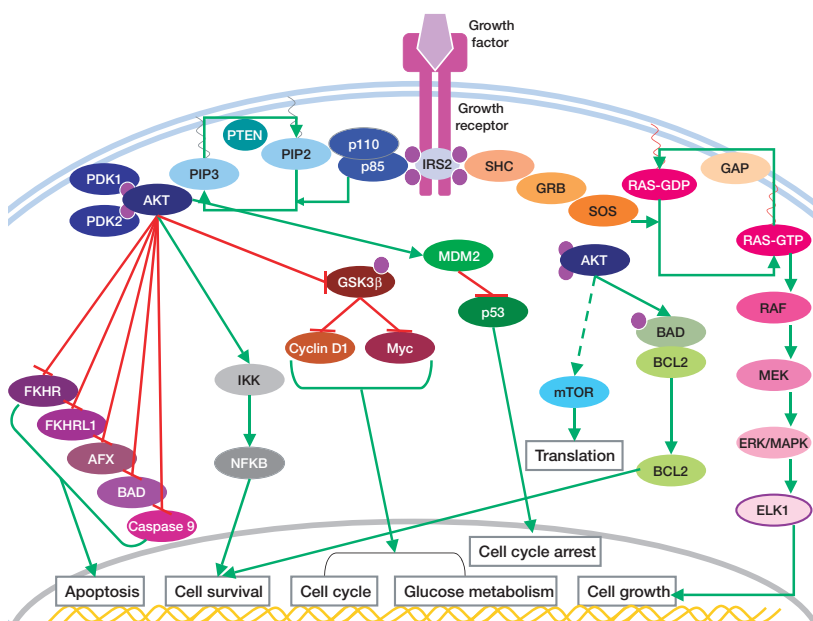 Growth
factor
Growth
receptor
PTEN
PIP2
p110
p85
IRS2
SHC
GRB
SOS
RAS-GDP
GAP
PIP3
PDK1
AKT
PDK2
RAS-GTP
MDM2
AKT
GSK3β
p53
RAF
BAD
BCL2
Cyclin D1
Myc
IKK
mTOR
MEK
FKHR
FKHRL1
AFX
BAD
Caspase 9
NFKB
Translation
BCL2
ERK/MAPK
ELK1
Cell cycle arrest
Apoptosis
Cell survival
Cell cycle
Glucose metabolism
Cell growth